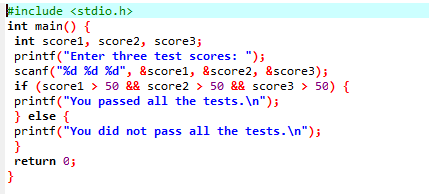 #include <stdio.h>
int main() {
int score1, score2, score3;
printf("Enter three test scores: ");
scanf("%d %d %d", &score1, &score2, &score3);
if (score1 > 50 && score2 > 50 && score3 > 50) {
printf("You passed all the tests.\n");
} else {
printf("You did not pass all the tests.\n");
}
return 0;
}